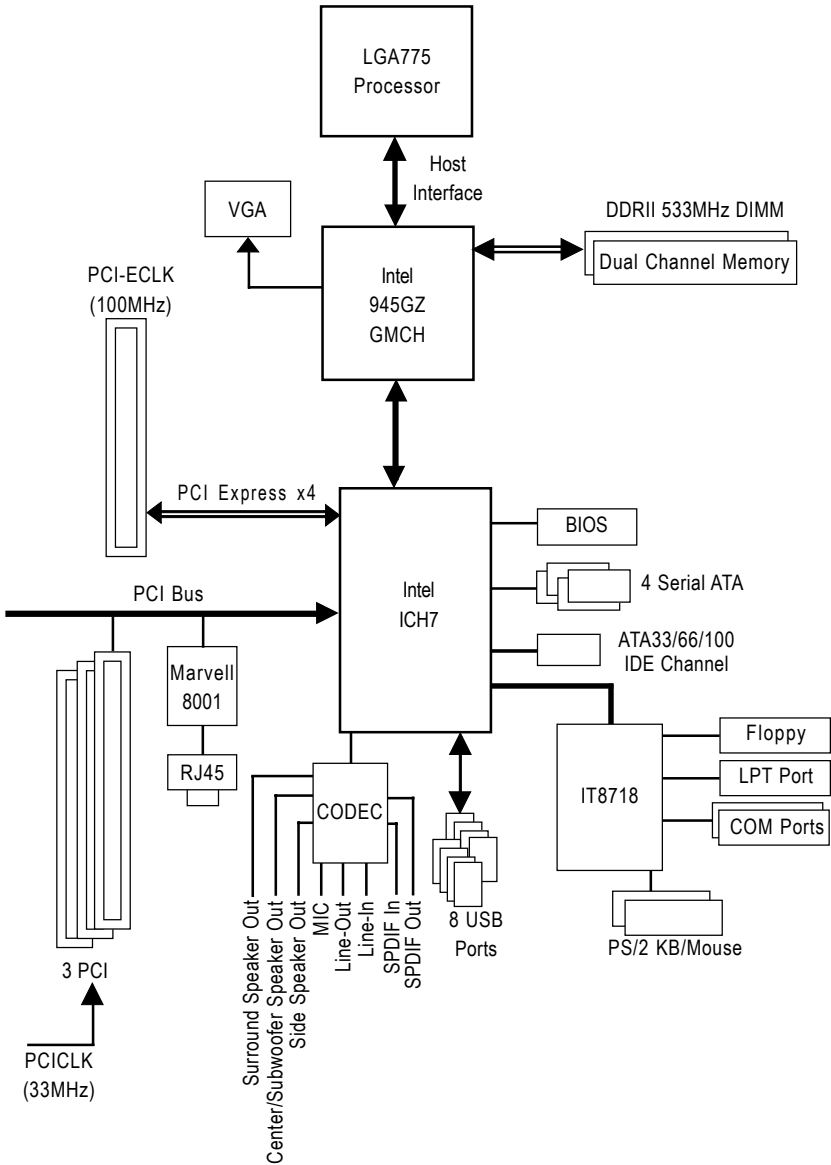 LGA775
Processor
Host
Interface
VGA
DDRII 533MHz DIMM
Dual Channel Memory
Intel
945GZ
GMCH
PCI-ECLK
(100MHz)
PCI Express x4
BIOS
4 Serial ATA
Intel
ICH7
PCI Bus
ATA33/66/100
IDE Channel
Marvell
8001
RJ45
CODEC
IT8718
Floppy
LPT Port
COM Ports
PS/2 KB/Mouse
8 USB
Ports
Surround Speaker Out
Center/Subwoofer Speaker Out
Side Speaker Out
MIC
Line-Out
Line-In
SPDIF In
SPDIF Out
3 PCI
PCICLK
(33MHz)